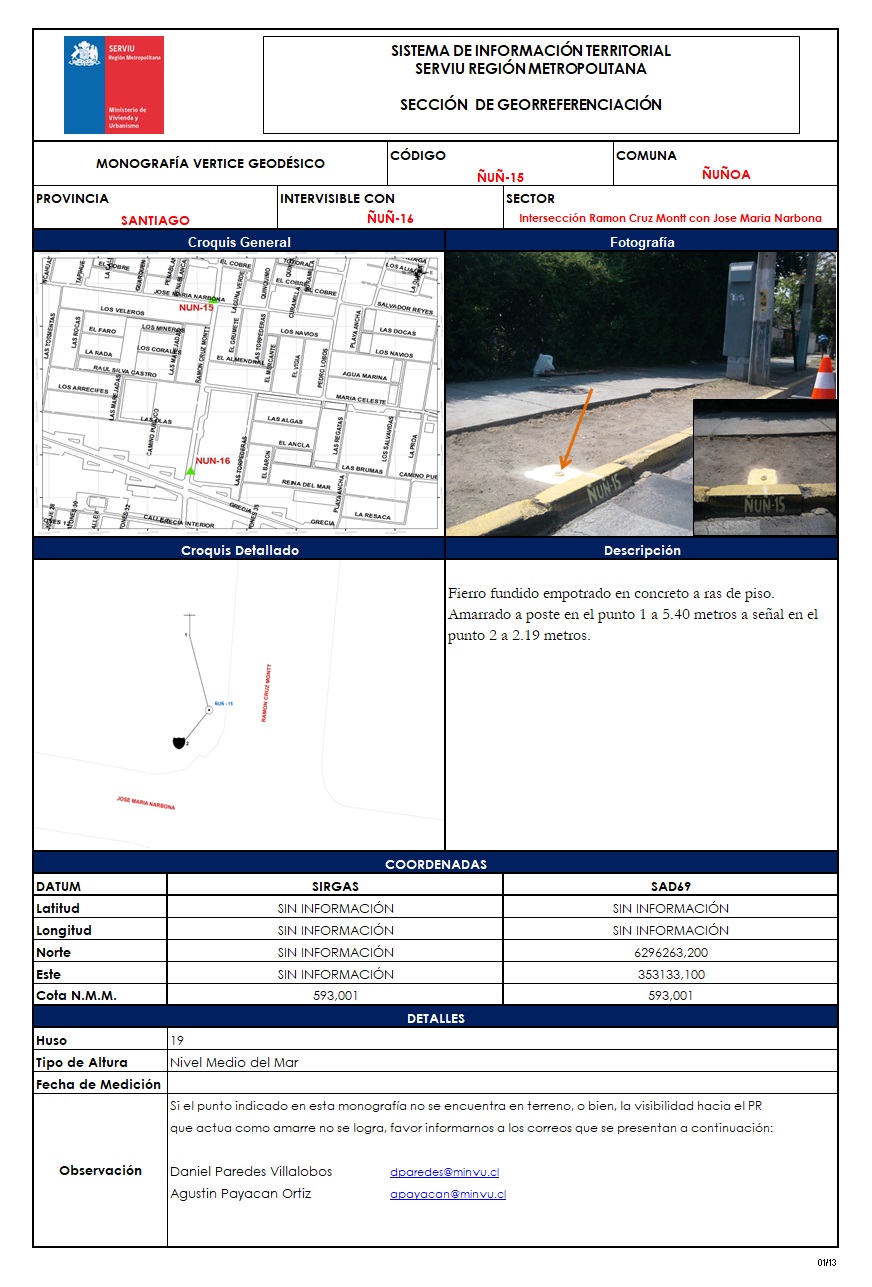 SERVIU
Región Metropolitana
Ministerio de
Vivienda y
Urbanismo
SISTEMA DE INFORMACIÓN TERRITORIAL
SERVIU REGIÓN METROPOLITANA
SECCIÓN DE GEORREFERENCIACIÓN
MONOGRAFÍA VERTICE GEODÉSICO
CÓDIGO
ÑUÑ-15
COMUNA
ÑUÑOA
PROVINCIA
SANTIAGO
INTERVISIBLE CON
ÑUÑ-16
SECTOR
Intersección Ramon Cruz Montt con Jose Maria Narbona
Croquis General
Fotografía
EL COBRE
EL COBRE
EL COBRE
JOSE MARIA NARBONA
NUN-15
LAGUNA VERDE
QUINQUIMO
SALVADOR REYES
LOS VELEROS
LOS MINEROS
EL FARO
LAS TORMENTAS
LAS ROCAS
LA RADA
LOS CORALES
RAMON CRUZ MONTT
EL GRUMETE
LAS TORPEDERAS
LOS NAVIOS
PLAYA ANCHA
LAS DOCAS
LOS NAVIOS
EL ALMENDRAL
EL MERCANTE
EL VIGIA
PEDRO LOBOS
RAUL SILVA CASTRO
AGUA MARINA
LOS ARRECIFES
LAS MAREJADAS
MARIA CELESTE
LAS OLAS
LAS ALGAS
LAS REGATAS
LOS SALVAVIDAS
LA PROA
EL ANCLA
NUN-16
LAS TORPEDERAS
EL BARON
LAS BRUMAS
REINA DEL MAR
PLAYA ANCHA
GRECIA
GRECIA
LA RESACA
ÑUÑ-15
ÑUÑ-15
Croquis Detallado
Descripción
1
ÑUÑ - 15
2
RAMON CRUZ MONTT
JOSE MARIA NARBONA
Fierro fundido empotrado en concreto a ras de piso.
Amarrado a poste en el punto 1 a 5.40 metros a señal en el
punto 2 a 2.19 metros.
COORDENADAS
DATUM SIRGAS SAD69
Latitud SIN INFORMACIÓN SIN INFORMACIÓN
Longitud SIN INFORMACIÓN SIN INFORMACIÓN
Norte SIN INFORMACIÓN 6296263,200
Este SIN INFORMACIÓN 353133,100
Cota N.M.M. 593,001 593,001
DETALLES
Huso 19
Tipo de Altura Nivel Medio del Mar
Fecha de Medición
Observación
Si el punto indicado en esta monografía no se encuentra en terreno, o bien, la visibilidad hacia el PR
que actua como amarre no se logra, favor informarnos a los correos que se presentan a continuación:
Daniel Paredes Villalobos dparedes@minvu.cl
Agustin Payacan Ortiz apayacan@minvu.cl
01/13